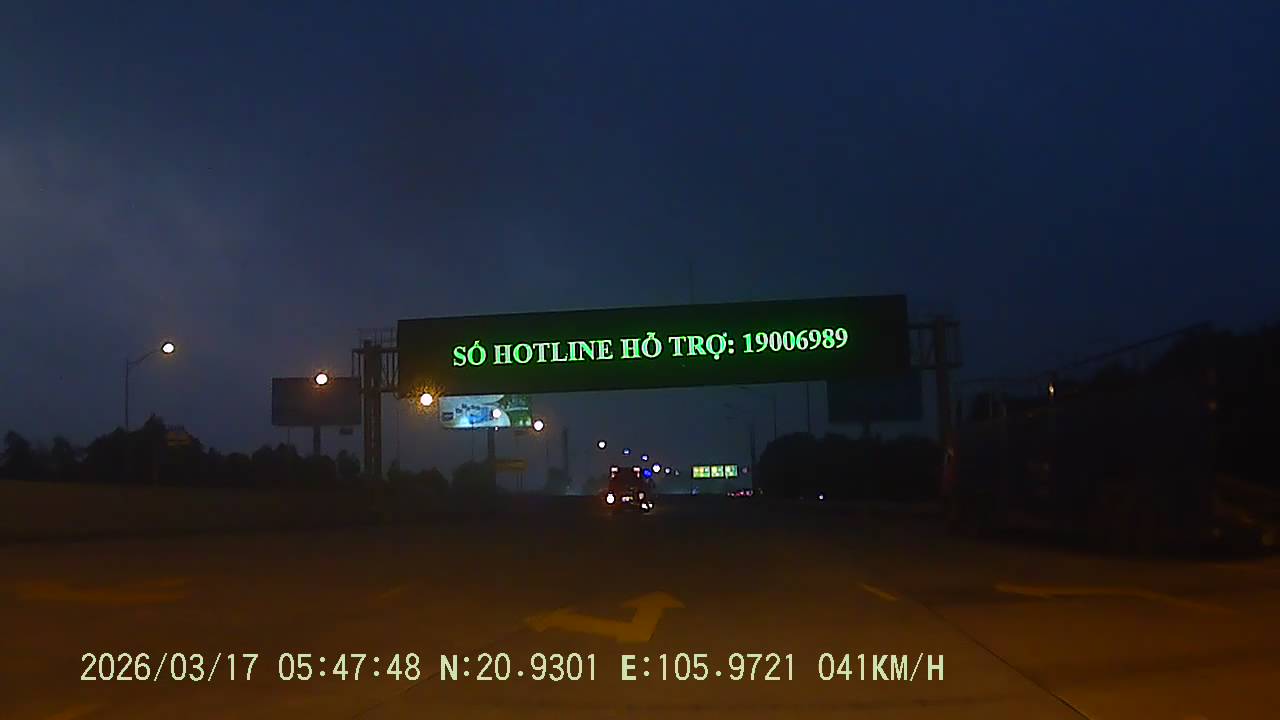 SỐ HOTLINE HỖ TRỢ: 19006989
2026/03/17 05:47:48 N:20.9301 E:105.9721 041KM/H